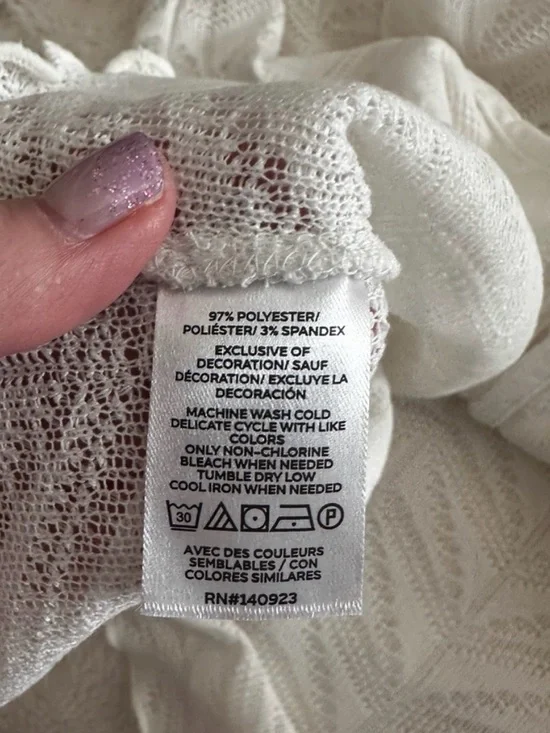 97% POLYESTER/
POLIÉSTER/ 3% SPANDEX
EXCLUSIVE OF
DECORATION/ SAUF
DÉCORATION/ EXCLUYE LA
DECORACIÓN
MACHINE WASH COLD
DELICATE CYCLE WITH LIKE
COLORS
ONLY NON-CHLORINE
BLEACH WHEN NEEDED
TUMBLE DRY LOW
COOL IRON WHEN NEEDED
30 P
AVEC DES COULEURS
SEMBLABLES / CON
COLORES SIMILARES
RN#140923